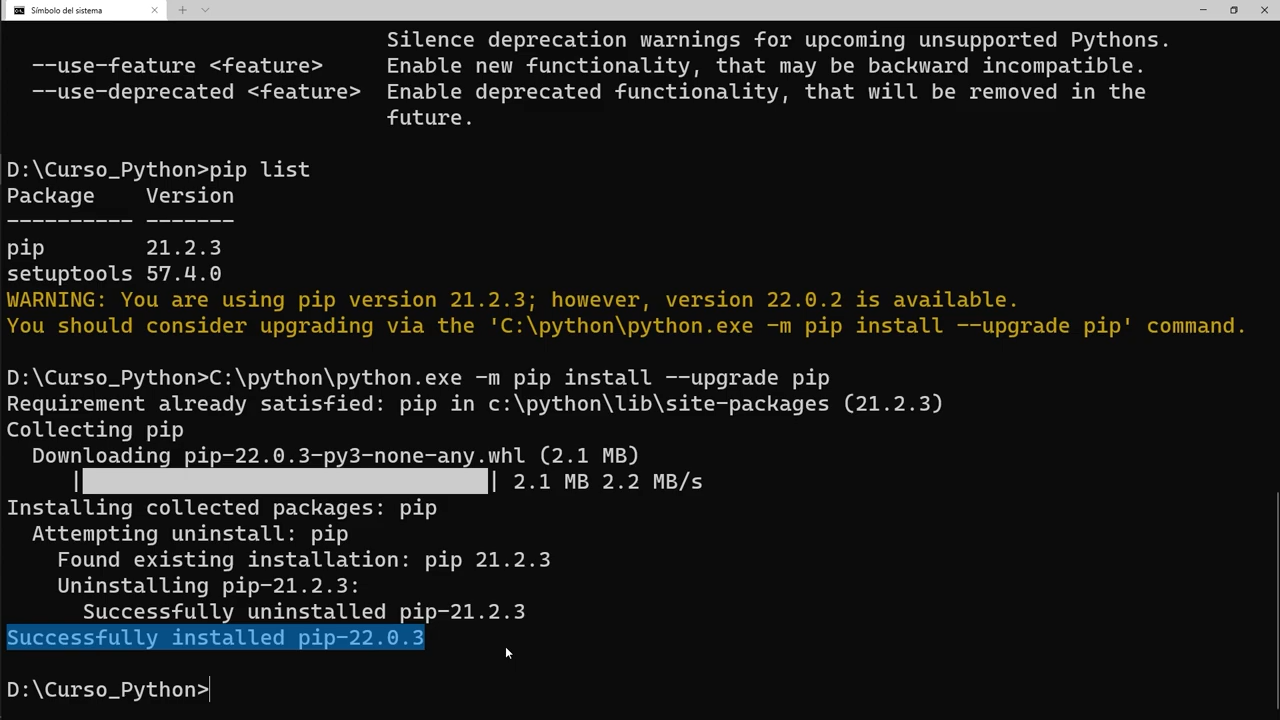 Símbolo del sistema
Silence deprecation warnings for upcoming unsupported Pythons.
--use-feature <feature> Enable new functionality, that may be backward incompatible.
--use-deprecated <feature> Enable deprecated functionality, that will be removed in the
future.
D:\Curso_Python>pip list
Package Version
---------- -------
pip 21.2.3
setuptools 57.4.0
WARNING: You are using pip version 21.2.3; however, version 22.0.2 is available.
You should consider upgrading via the 'C:\python\python.exe -m pip install --upgrade pip' command.
D:\Curso_Python>C:\python\python.exe -m pip install --upgrade pip
Requirement already satisfied: pip in c:\python\lib\site-packages (21.2.3)
Collecting pip
Downloading pip-22.0.3-py3-none-any.whl (2.1 MB)
| | 2.1 MB 2.2 MB/s
Installing collected packages: pip
Attempting uninstall: pip
Found existing installation: pip 21.2.3
Uninstalling pip-21.2.3:
Successfully uninstalled pip-21.2.3
Successfully installed pip-22.0.3
D:\Curso_Python>